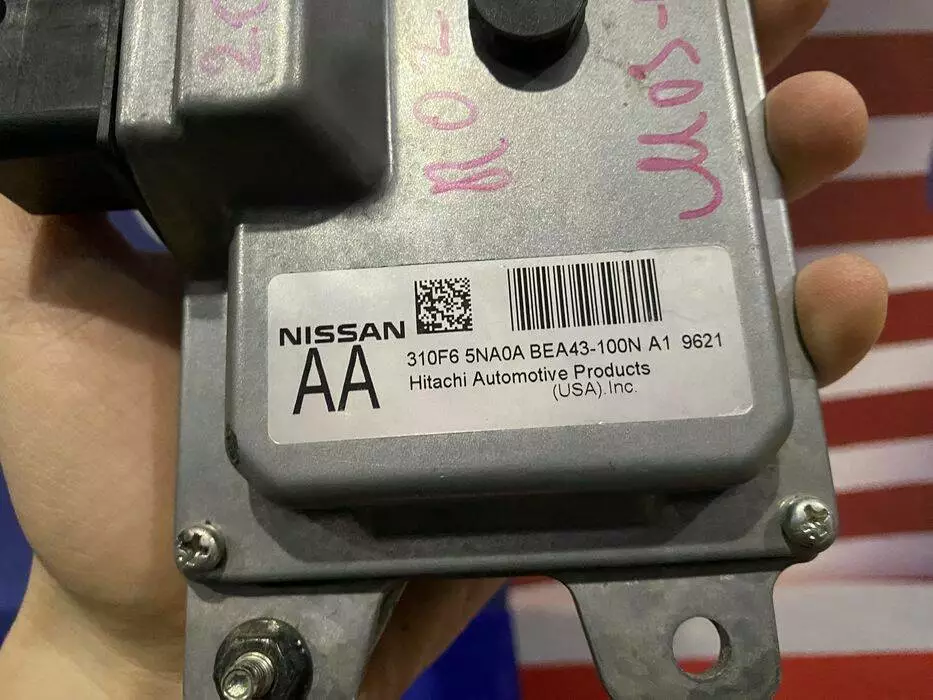 NISSAN
AA
310F6 5NA0A BEA43-100N A1 9621
Hitachi Automotive Products
(USA).Inc.